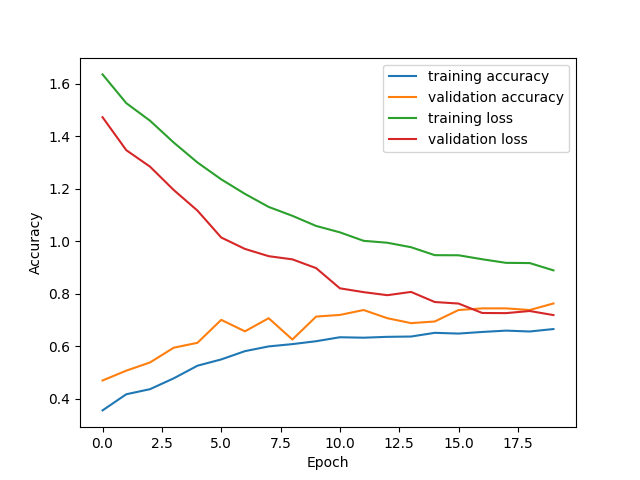 training accuracy
validation accuracy
training loss
validation loss
1.6
1.4
1.2
1.0
0.8
0.6
0.4
Accuracy
0.0 2.5 5.0 7.5 10.0 12.5 15.0 17.5
Epoch